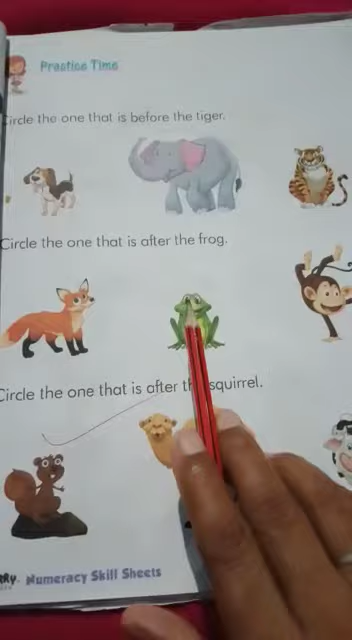 Practice Time
Circle the one that is before the tiger.
Circle the one that is after the frog.
Circle the one that is after the squirrel.
Numeracy Skill Sheets